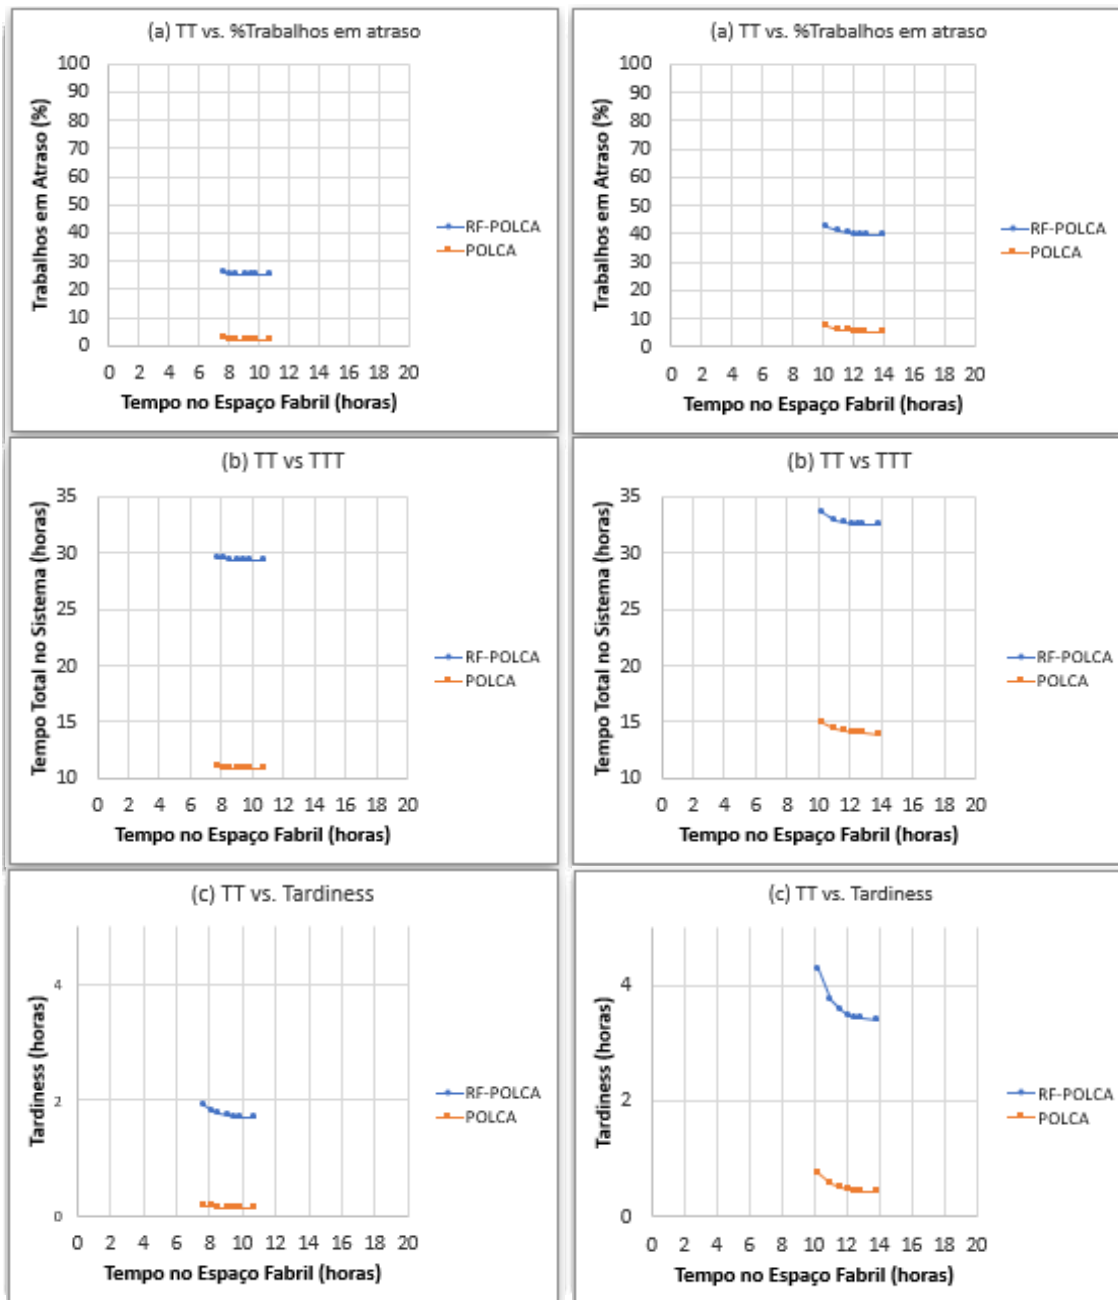 (a) TT vs. %Trabalhos em atraso
Trabalhos em Atraso (%)
100
90
80
70
60
50
40
30
20
10
0
0 2 4 6 8 10 12 14 16 18 20
Tempo no Espaço Fabril (horas)
RF-POLCA
POLCA
(a) TT vs. %Trabalhos em atraso
Trabalhos em Atraso (%)
100
90
80
70
60
50
40
30
20
10
0
0 2 4 6 8 10 12 14 16 18 20
Tempo no Espaço Fabril (horas)
RF-POLCA
POLCA
(b) TT vs TTT
Tempo Total no Sistema (horas)
35
30
25
20
15
10
0 2 4 6 8 10 12 14 16 18 20
Tempo no Espaço Fabril (horas)
RF-POLCA
POLCA
(b) TT vs TTT
Tempo Total no Sistema (horas)
35
30
25
20
15
10
0 2 4 6 8 10 12 14 16 18 20
Tempo no Espaço Fabril (horas)
RF-POLCA
POLCA
(c) TT vs. Tardiness
Tardiness (horas)
4
2
0
0 2 4 6 8 10 12 14 16 18 20
Tempo no Espaço Fabril (horas)
RF-POLCA
POLCA
(c) TT vs. Tardiness
Tardiness (horas)
4
2
0
0 2 4 6 8 10 12 14 16 18 20
Tempo no Espaço Fabril (horas)
RF-POLCA
POLCA